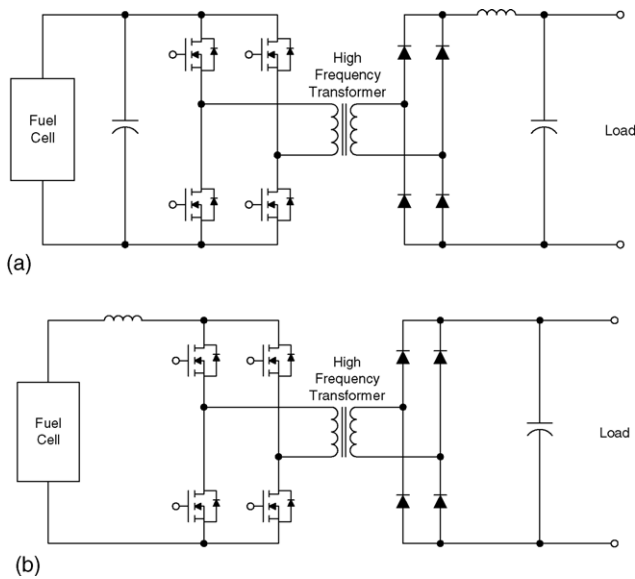 High
Frequency
Transformer
Fuel
Cell
Load
(a)
High
Frequency
Transformer
Fuel
Cell
Load
(b)